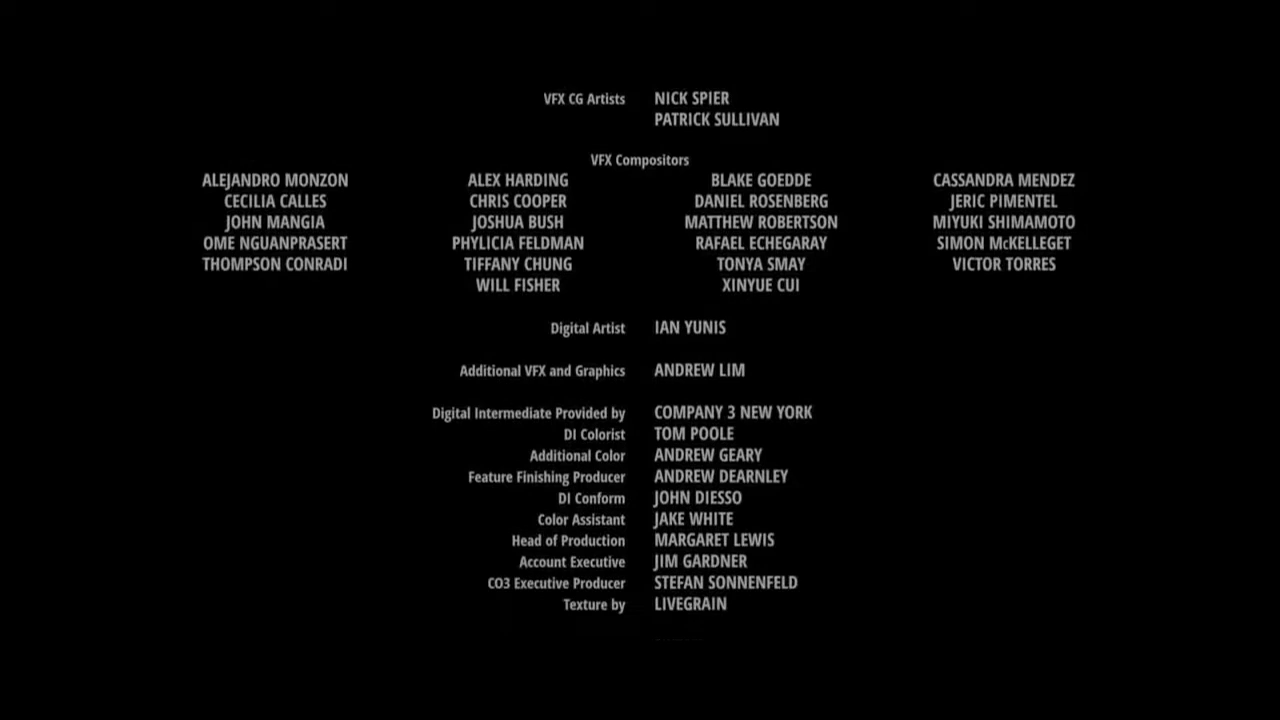 VFX CG Artists NICK SPIER
PATRICK SULLIVAN
VFX Compositors
ALEJANDRO MONZON ALEX HARDING BLAKE GOEDDE CASSANDRA MENDEZ
CECILIA CALLES CHRIS COOPER DANIEL ROSENBERG JERIC PIMENTEL
JOHN MANGIA JOSHUA BUSH MATTHEW ROBERTSON MIYUKI SHIMAMOTO
OME NGUANPRASERT PHYLICIA FELDMAN RAFAEL ECHEGARAY SIMON McKELLEGET
THOMPSON CONRADI TIFFANY CHUNG TONYA SMAY VICTOR TORRES
WILL FISHER XINYUE CUI
Digital Artist IAN YUNIS
Additional VFX and Graphics ANDREW LIM
Digital Intermediate Provided by COMPANY 3 NEW YORK
DI Colorist TOM POOLE
Additional Color ANDREW GEARY
Feature Finishing Producer ANDREW DEARNLEY
DI Conform JOHN DIESSO
Color Assistant JAKE WHITE
Head of Production MARGARET LEWIS
Account Executive JIM GARDNER
CO3 Executive Producer STEFAN SONNENFELD
Texture by LIVEGRAIN